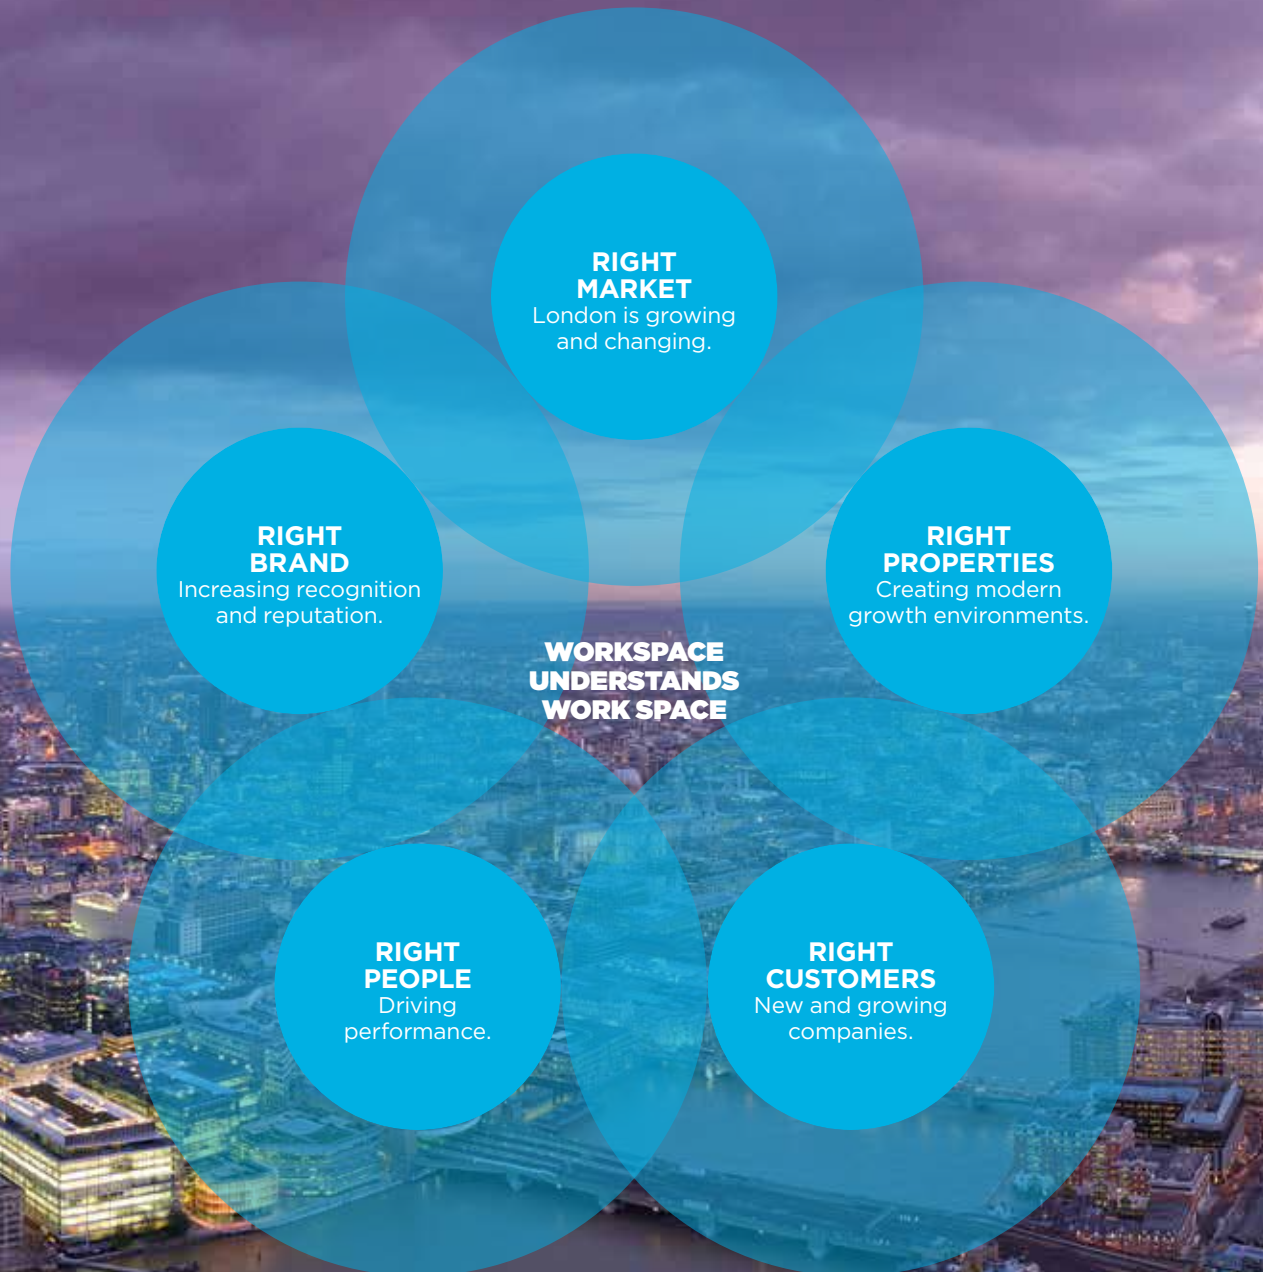 RIGHT
MARKET
London is growing
and changing.
RIGHT
BRAND
Increasing recognition
and reputation.
RIGHT
PROPERTIES
Creating modern
growth environments.
WORKSPACE
UNDERSTANDS
WORK SPACE
RIGHT
PEOPLE
Driving
performance.
RIGHT
CUSTOMERS
New and growing
companies.